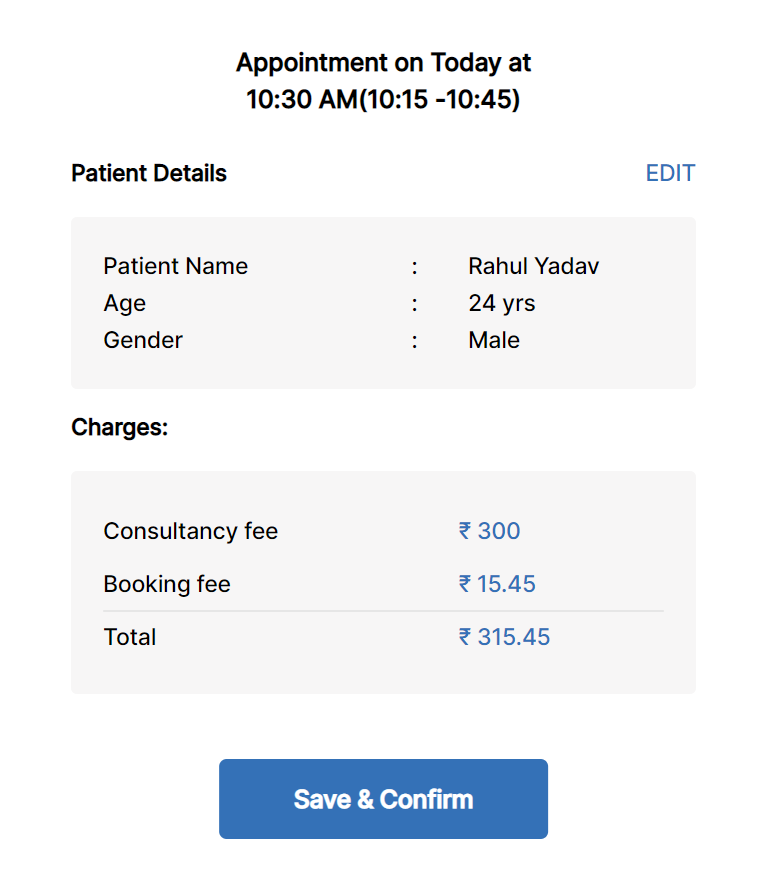 Appointment on Today at
10:30 AM(10:15 -10:45)
Patient Details EDIT
Patient Name : Rahul Yadav
Age : 24 yrs
Gender : Male
Charges:
Consultancy fee ₹ 300
Booking fee ₹ 15.45
Total ₹ 315.45
Save & Confirm